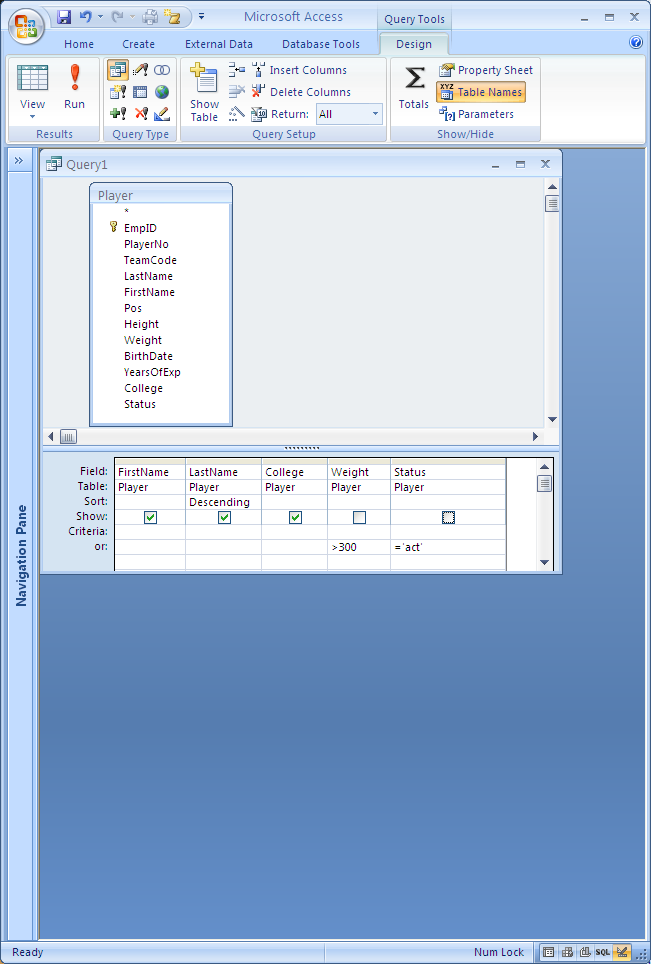 Microsoft Access
Query Tools
Home Create External Data Database Tools Design
View
Run
Results
Query Type
Show Table
Insert Columns
Delete Columns
Return: All
Query Setup
Totals
Property Sheet
XYZ Table Names
Parameters
Show/Hide
»
Query1
Player
*
EmpID
PlayerNo
TeamCode
LastName
FirstName
Pos
Height
Weight
BirthDate
YearsOfExp
College
Status
Field: FirstName LastName College Weight Status
Table: Player Player Player Player Player
Sort: Descending
Show:
Criteria:
or: >300 ='act'
Navigation Pane
Ready
Num Lock
SQL